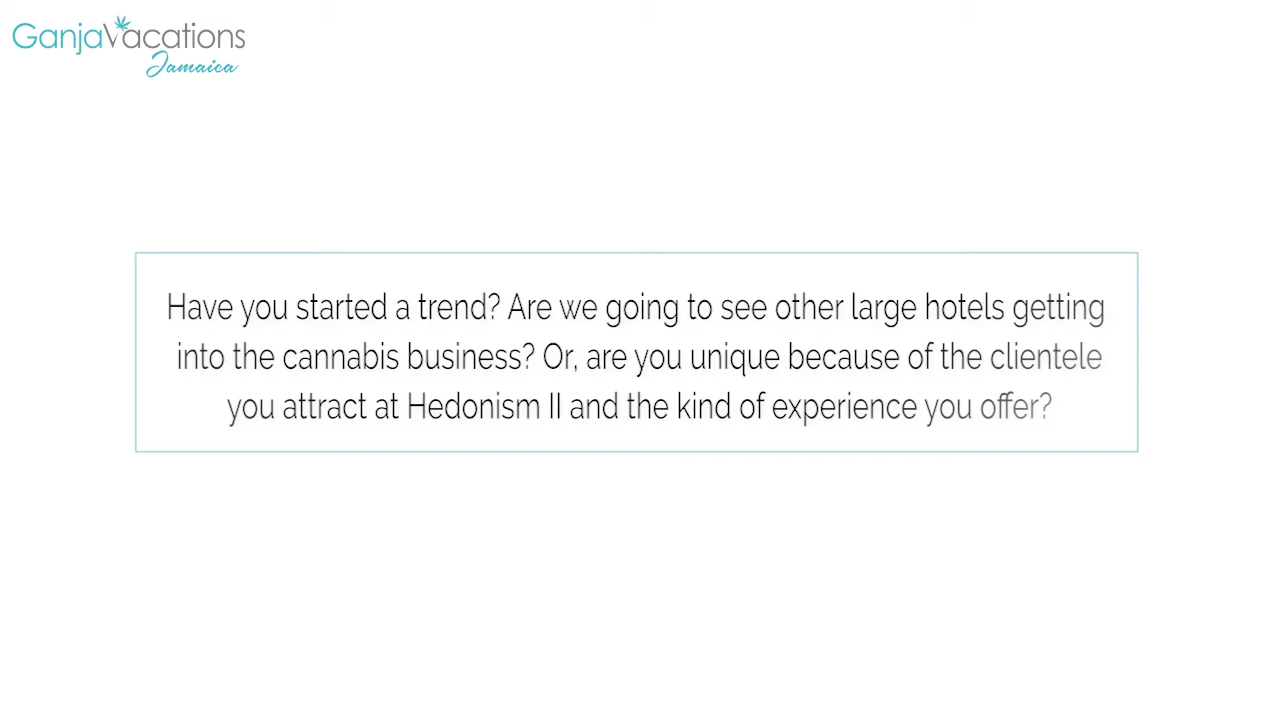 GanjaVacations
Jamaica
Have you started a trend? Are we going to see other large hotels getting
into the cannabis business? Or, are you unique because of the clientele
you attract at Hedonism II and the kind of experience you offer?